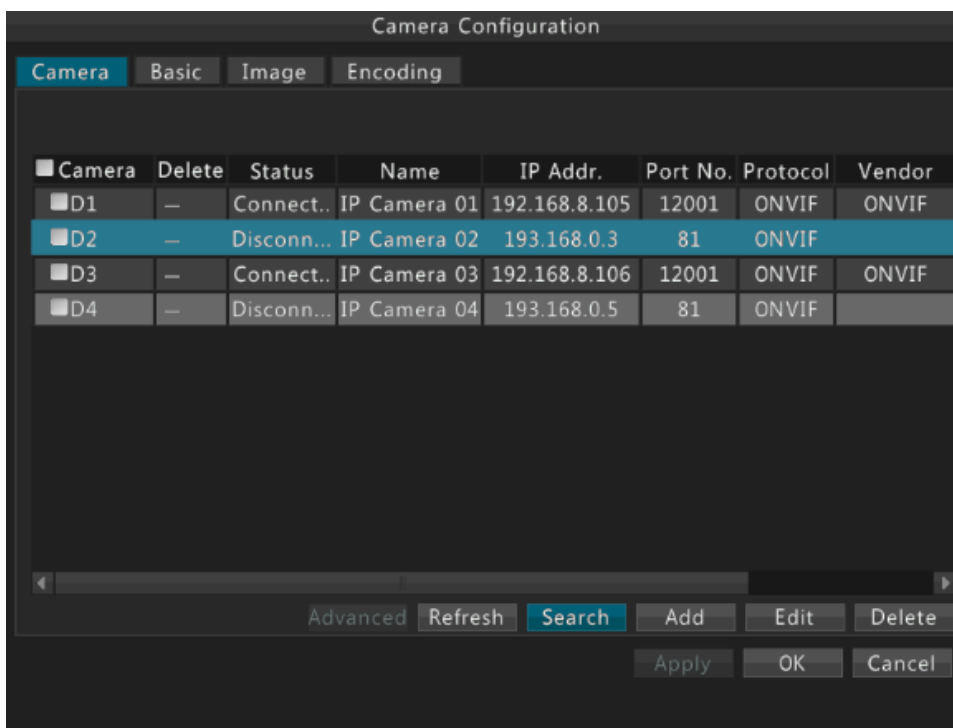 Camera Configuration
Camera Basic Image Encoding
Camera Delete Status Name IP Addr. Port No. Protocol Vendor
D1 — Connect.. IP Camera 01 192.168.8.105 12001 ONVIF ONVIF
D2 — Disconn... IP Camera 02 193.168.0.3 81 ONVIF
D3 — Connect.. IP Camera 03 192.168.8.106 12001 ONVIF ONVIF
D4 — Disconn... IP Camera 04 193.168.0.5 81 ONVIF
Advanced Refresh Search Add Edit Delete
Apply OK Cancel